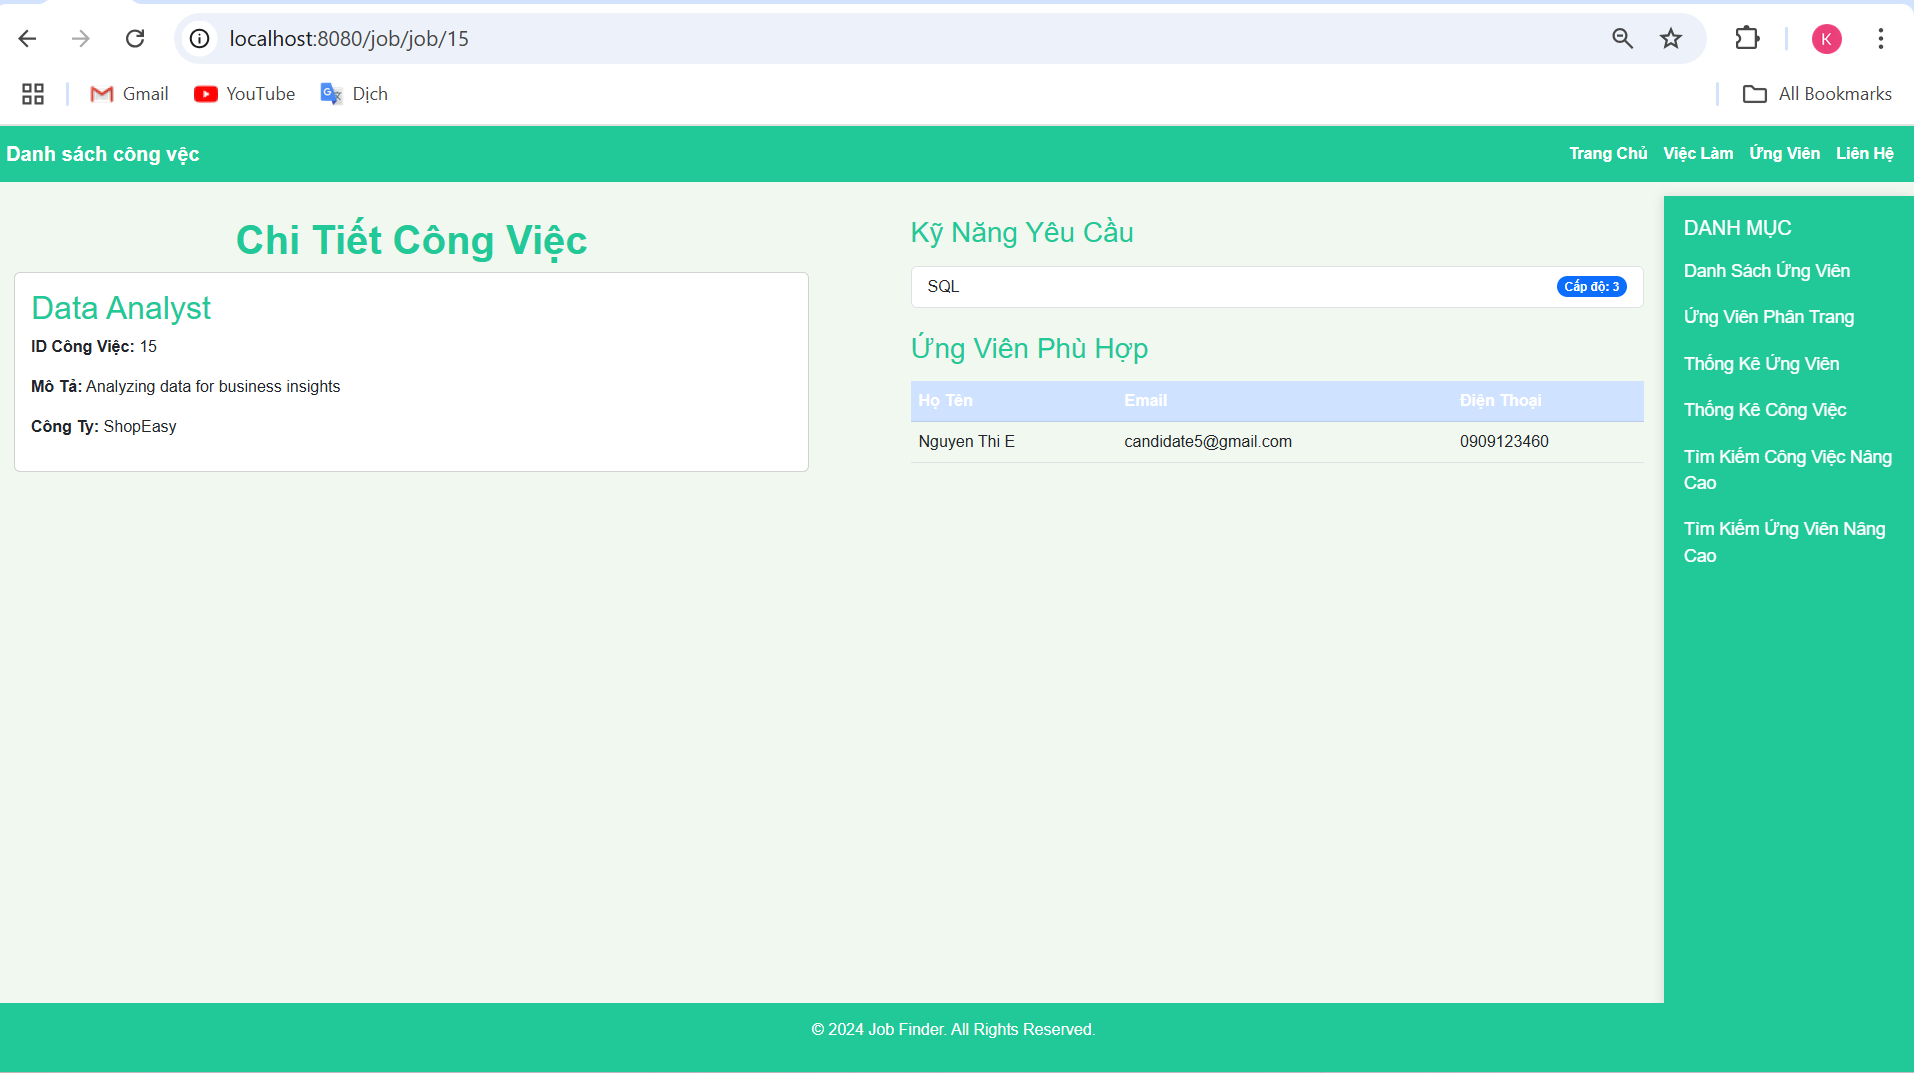 localhost:8080/job/job/15
K
Gmail
YouTube
Dịch
All Bookmarks
Danh sách công vệc
Trang Chủ
Việc Làm
Ứng Viên
Liên Hệ
Chi Tiết Công Việc
Data Analyst
ID Công Việc: 15
Mô Tả: Analyzing data for business insights
Công Ty: ShopEasy
Kỹ Năng Yêu Cầu
SQL
Cấp độ: 3
Ứng Viên Phù Hợp
Họ Tên Email Điện Thoại
Nguyen Thi E candidate5@gmail.com 0909123460
DANH MỤC
Danh Sách Ứng Viên
Ứng Viên Phân Trang
Thống Kê Ứng Viên
Thống Kê Công Việc
Tìm Kiếm Công Việc Nâng
Cao
Tìm Kiếm Ứng Viên Nâng
Cao
© 2024 Job Finder. All Rights Reserved.